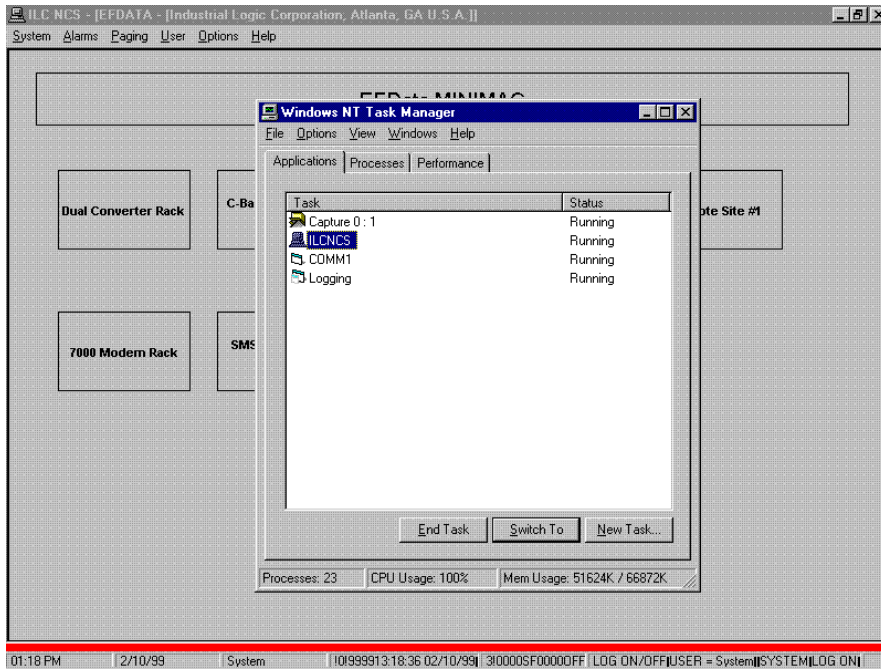 ILC NCS - [EFDATA - [Industrial Logic Corporation, Atlanta, GA U.S.A.]]
System Alarms Paging User Options Help
Windows NT Task Manager
File Options View Windows Help
Applications Processes Performance
Task Status
Capture 0 : 1 Running
ILCNCS Running
COMM1 Running
Logging Running
End Task Switch To New Task...
Processes: 23 CPU Usage: 100% Mem Usage: 51624K / 66872K
Dual Converter Rack
C-Ba
ote Site #1
7000 Modem Rack
SMS
01:18 PM 2/10/99 System !01999913:18:36 02/10/99| 3!0000SF00000FF LOG ON/OFF|USER = System||SYSTEM|LOG ON|